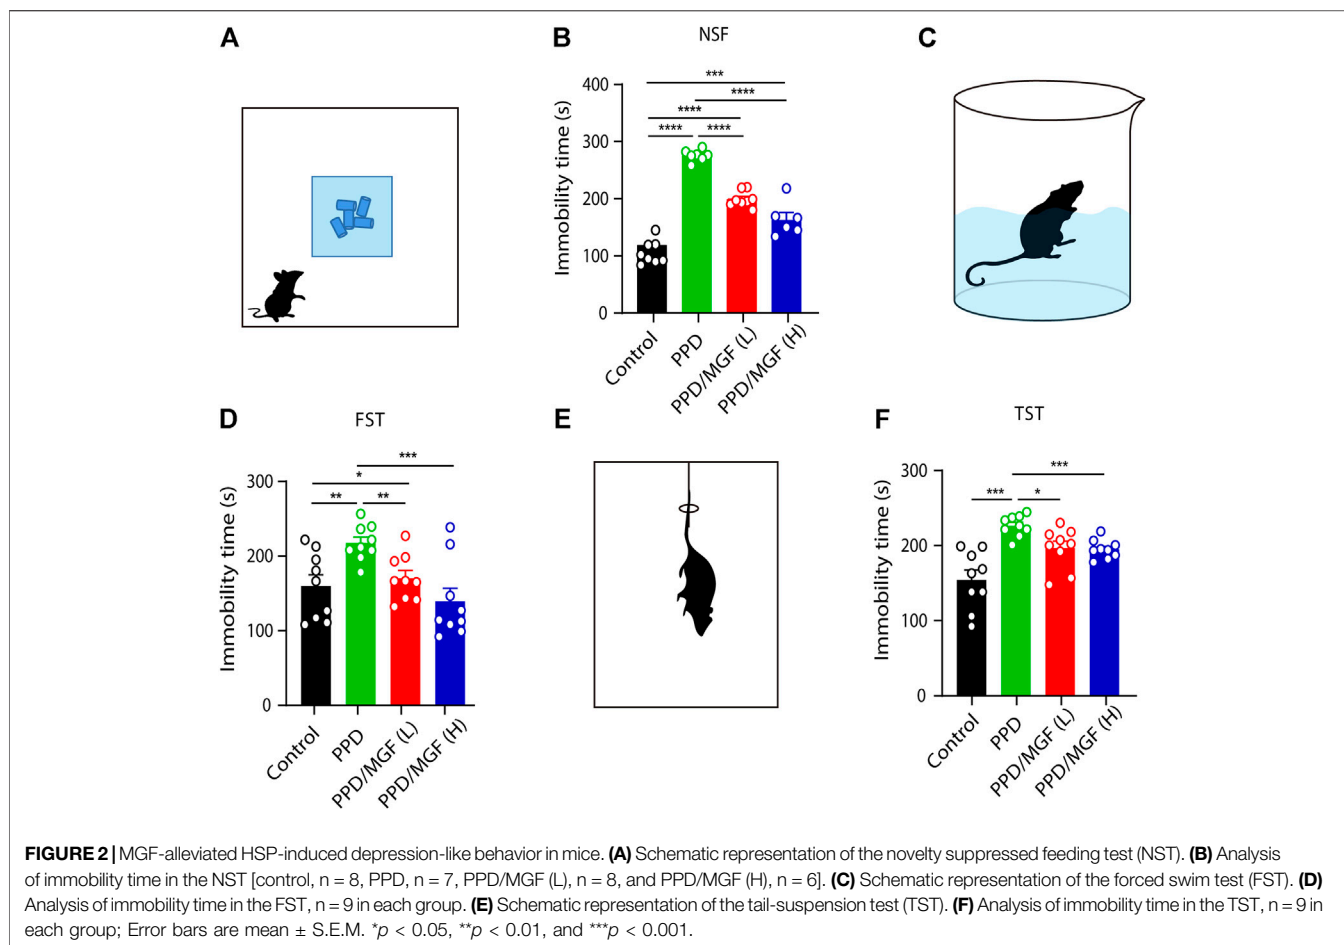 A
B
NSF
C
Immobility time (s)
400
300
200
100
0
***
****
****
**** ****
Control
PPD
PPD/MGF (L)
PPD/MGF (H)
D
FST
E
F
TST
Immobility time (s)
300
200
100
0
***
*
** **
Control
PPD
PPD/MGF (L)
PPD/MGF (H)
Immobility time (s)
300
200
100
0
***
*** *
Control
PPD
PPD/MGF (L)
PPD/MGF (H)
FIGURE 2 | MGF-alleviated HSP-induced depression-like behavior in mice. (A) Schematic representation of the novelty suppressed feeding test (NST). (B) Analysis
of immobility time in the NST [control, n = 8, PPD, n = 7, PPD/MGF (L), n = 8, and PPD/MGF (H), n = 6]. (C) Schematic representation of the forced swim test (FST). (D)
Analysis of immobility time in the FST, n = 9 in each group. (E) Schematic representation of the tail-suspension test (TST). (F) Analysis of immobility time in the TST, n = 9 in
each group; Error bars are mean ± S.E.M. *p < 0.05, **p < 0.01, and ***p < 0.001.